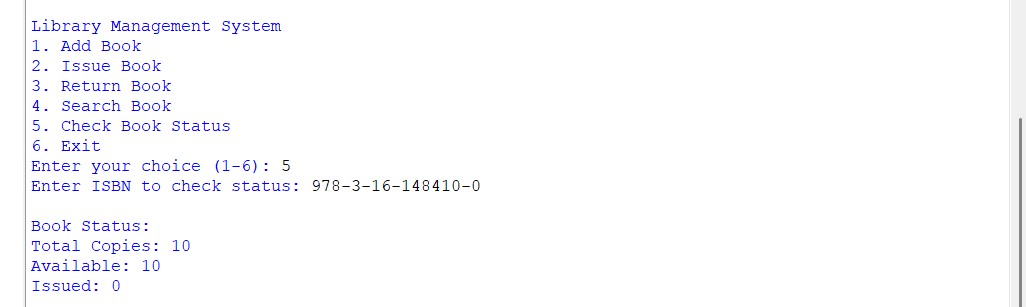 Library Management System
1. Add Book
2. Issue Book
3. Return Book
4. Search Book
5. Check Book Status
6. Exit
Enter your choice (1-6): 5
Enter ISBN to check status: 978-3-16-148410-0
Book Status:
Total Copies: 10
Available: 10
Issued: 0